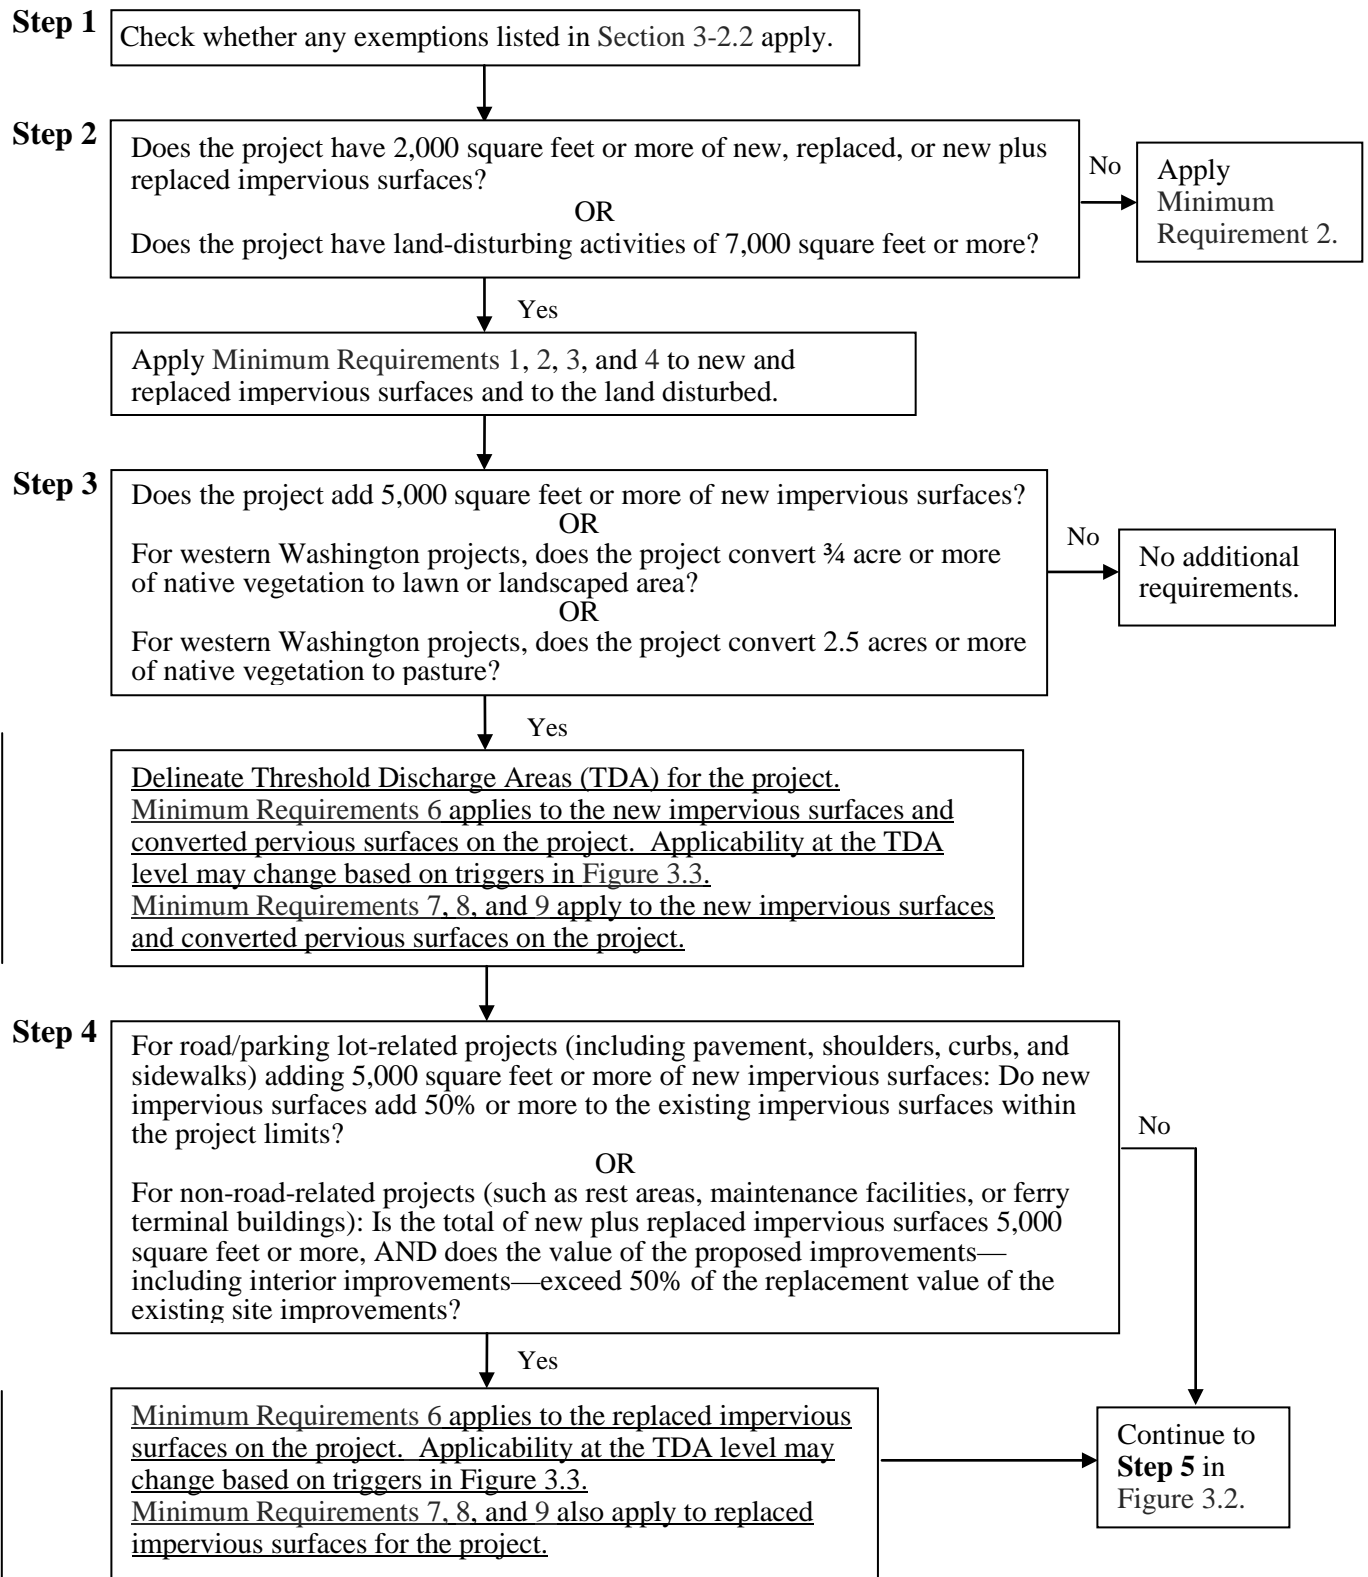 Step 1
Check whether any exemptions listed in Section 3-2.2 apply.
Step 2
Does the project have 2,000 square feet or more of new, replaced, or new plus
replaced impervious surfaces?
OR
Does the project have land-disturbing activities of 7,000 square feet or more?
No
Apply
Minimum
Requirement 2.
Yes
Apply Minimum Requirements 1, 2, 3, and 4 to new and
replaced impervious surfaces and to the land disturbed.
Step 3
Does the project add 5,000 square feet or more of new impervious surfaces?
OR
For western Washington projects, does the project convert ¾ acre or more
of native vegetation to lawn or landscaped area?
OR
For western Washington projects, does the project convert 2.5 acres or more
of native vegetation to pasture?
No
No additional
requirements.
Yes
Delineate Threshold Discharge Areas (TDA) for the project.
Minimum Requirements 6 applies to the new impervious surfaces and
converted pervious surfaces on the project.  Applicability at the TDA
level may change based on triggers in Figure 3.3.
Minimum Requirements 7, 8, and 9 apply to the new impervious surfaces
and converted pervious surfaces on the project.
Step 4
For road/parking lot-related projects (including pavement, shoulders, curbs, and
sidewalks) adding 5,000 square feet or more of new impervious surfaces: Do new
impervious surfaces add 50% or more to the existing impervious surfaces within
the project limits?
OR
For non-road-related projects (such as rest areas, maintenance facilities, or ferry
terminal buildings): Is the total of new plus replaced impervious surfaces 5,000
square feet or more, AND does the value of the proposed improvements—
including interior improvements—exceed 50% of the replacement value of the
existing site improvements?
No
Yes
Minimum Requirements 6 applies to the replaced impervious
surfaces on the project.  Applicability at the TDA level may
change based on triggers in Figure 3.3.
Minimum Requirements 7, 8, and 9 also apply to replaced
impervious surfaces for the project.
Continue to
Step 5 in
Figure 3.2.